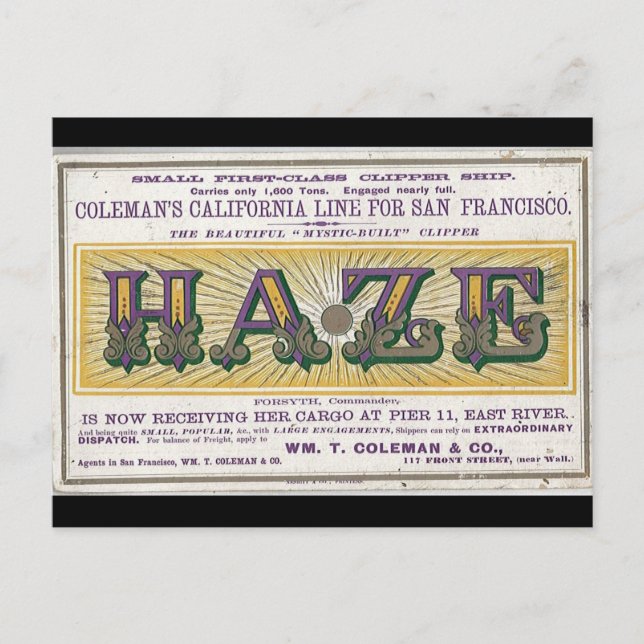 SMALL FIRST-CLASS CLIPPER SHIP.
Carries only 1,600 Tons. Engaged nearly full.
COLEMAN'S CALIFORNIA LINE FOR SAN FRANCISCO.
THE BEAUTIFUL "MYSTIC-BUILT" CLIPPER
HAZE
FORSYTH, Commander,
IS NOW RECEIVING HER CARGO AT PIER 11, EAST RIVER.
And being quite SMALL, POPULAR, &c., with LARGE ENGAGEMENTS, Shippers can rely on EXTRAORDINARY
DISPATCH. For balance of Freight, apply to
WM. T. COLEMAN & CO.,
Agents in San Francisco, WM. T. COLEMAN & CO. 117 FRONT STREET, (near Wall.)
NESBITT & CO., PRINTERS.